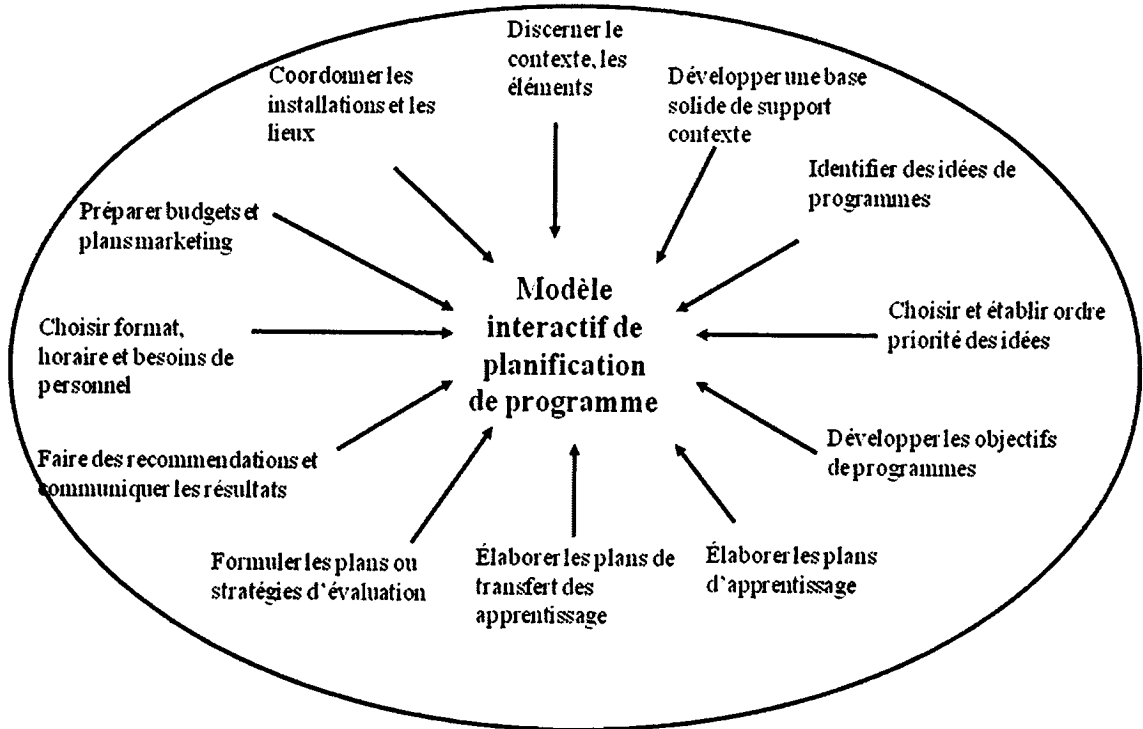 Discerner le
contexte, les
éléments
Développer une base
solide de support
contexte
Identifier des idées de
programmes
Choisir et établir ordre
priorité des idées
Développer les objectifs
de programmes
Élaborer les plans
d'apprentissage
Élaborer les plans de
transfert des
apprentissage
Formuler les plans ou
stratégies d'évaluation
Faire des recommendations et
communiquer les résultats
Choisir format,
horaire et besoins de
personnel
Préparer budgets et
plans marketing
Coordonner les
installations et les
lieux
Modèle
interactif de
planification
de programme